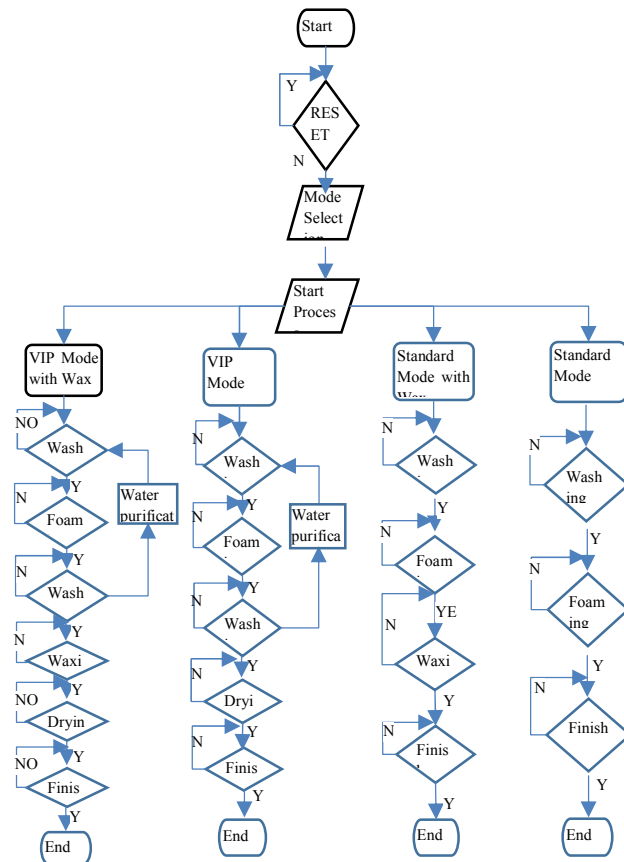 Start
Y
RES
ET
N
Mode
Select
Start
Proces
VIP Mode
with Wax
NO
Wash
Y
N
Foam
Water
purificat
Y
N
Wash
Y
N
Waxi
Y
NO
Dryin
Y
NO
Finis
Y
End
VIP
Mode
N
Wash
Y
N
Foam
Water
purifica
Y
N
Wash
Y
N
Dryi
Y
N
Finis
Y
End
Standard
Mode with
N
Wash
Y
N
Foam
YE
N
Waxi
Y
N
Finis
Y
End
Standard
Mode
N
Wash
ing
Y
N
Foam
ing
Y
N
Finish
Y
End